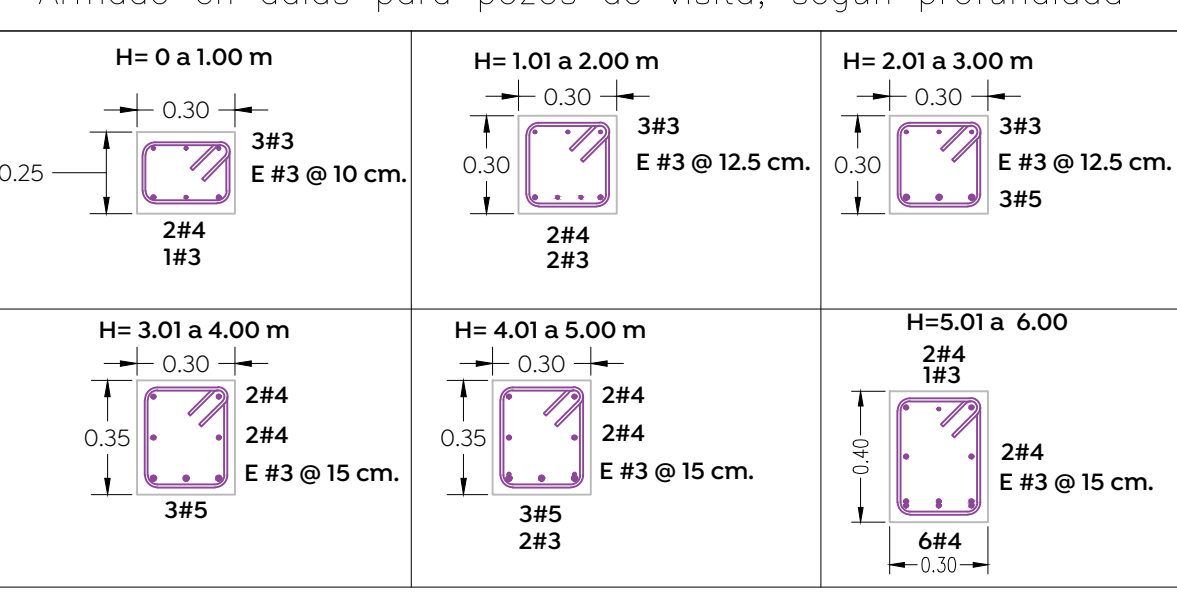 Armado en dalas para pozos de visita, según profundidad
H= 0 a 1.00 m
0.30
0.25
3#3
E #3 @ 10 cm.
2#4
1#3
H= 1.01 a 2.00 m
0.30
0.30
3#3
E #3 @ 12.5 cm.
2#4
2#3
H= 2.01 a 3.00 m
0.30
0.30
3#3
E #3 @ 12.5 cm.
3#5
H= 3.01 a 4.00 m
0.30
0.35
2#4
2#4
E #3 @ 15 cm.
3#5
H= 4.01 a 5.00 m
0.30
0.35
2#4
2#4
E #3 @ 15 cm.
3#5
2#3
H=5.01 a 6.00
2#4
1#3
0.40
2#4
E #3 @ 15 cm.
6#4
0.30